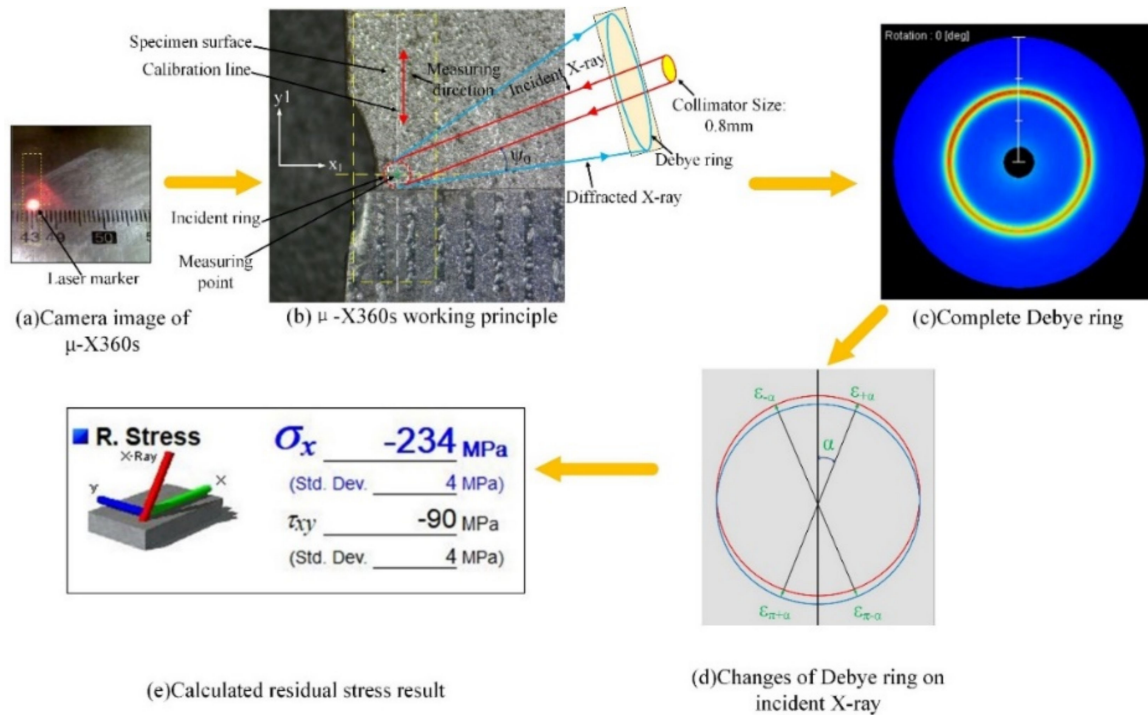 Specimen surface
Calibration line
Measuring
direction
Incident X-ray
Collimator Size:
0.8mm
Debye ring
Diffracted X-ray
ψ₀
y1
x₁
Incident ring
Measuring
point
43 49 50 5
Laser marker
(a)Camera image of
μ-X360s
(b) μ -X360s working principle
Rotation : 0 [deg]
(c)Complete Debye ring
ε-α
ε+α
α
επ+α
επ-α
(d)Changes of Debye ring on
incident X-ray
R. Stress
X-Ray
y
X
σx -234 MPa
(Std. Dev. 4 MPa)
τxy -90 MPa
(Std. Dev. 4 MPa)
(e)Calculated residual stress result